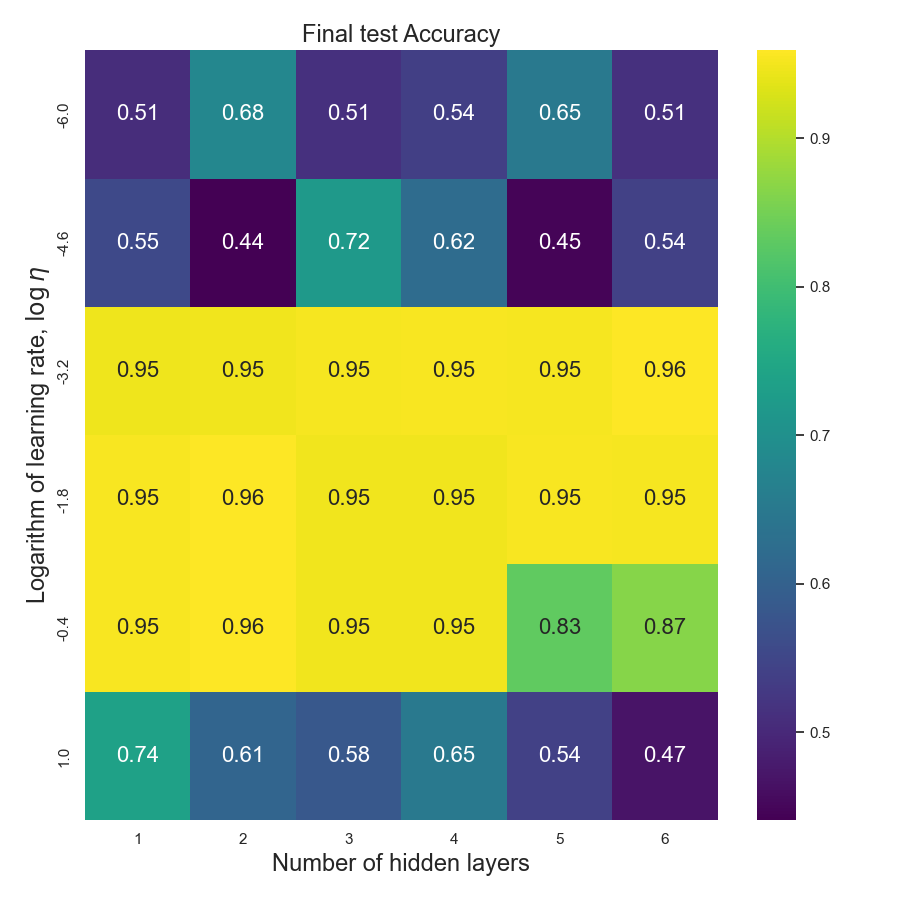 Final test Accuracy
-6.0 0.51 0.68 0.51 0.54 0.65 0.51
-4.6 0.55 0.44 0.72 0.62 0.45 0.54
-3.2 0.95 0.95 0.95 0.95 0.95 0.96
-1.8 0.95 0.96 0.95 0.95 0.95 0.95
-0.4 0.95 0.96 0.95 0.95 0.83 0.87
1.0 0.74 0.61 0.58 0.65 0.54 0.47
1 2 3 4 5 6
Number of hidden layers
Logarithm of learning rate, log η
0.9
0.8
0.7
0.6
0.5